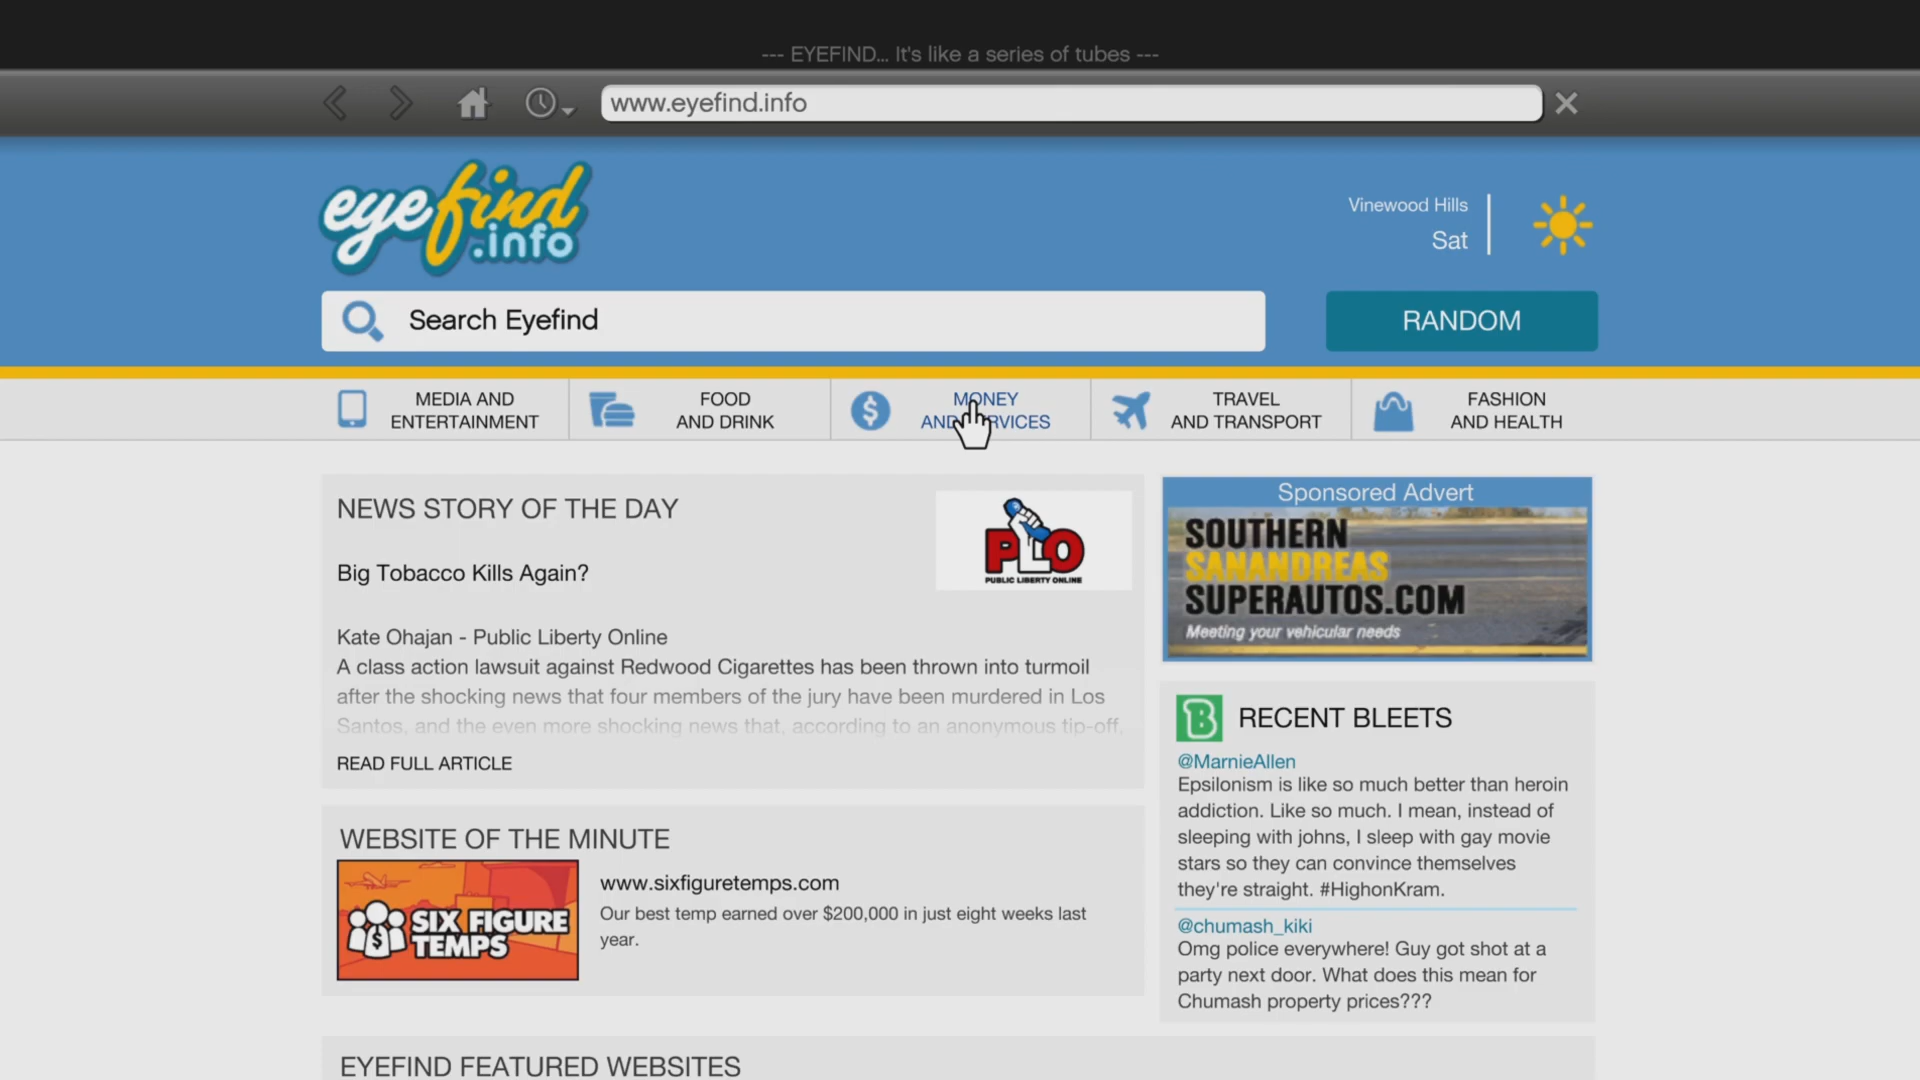 --- EYEFIND... It's like a series of tubes ---
www.eyefind.info
eyefind
.info
Vinewood Hills
Sat
Search Eyefind
RANDOM
MEDIA AND
ENTERTAINMENT
FOOD
AND DRINK
MONEY
AND SERVICES
TRAVEL
AND TRANSPORT
FASHION
AND HEALTH
NEWS STORY OF THE DAY
PLO
PUBLIC LIBERTY ONLINE
Big Tobacco Kills Again?
Kate Ohajan - Public Liberty Online
A class action lawsuit against Redwood Cigarettes has been thrown into turmoil
after the shocking news that four members of the jury have been murdered in Los
Santos, and the even more shocking news that, according to an anonymous tip-off,
READ FULL ARTICLE
WEBSITE OF THE MINUTE
SIX FIGURE
TEMPS
www.sixfiguretemps.com
Our best temp earned over $200,000 in just eight weeks last
year.
Sponsored Advert
SOUTHERN
SANANDREAS
SUPERAUTOS.COM
Meeting your vehicular needs
B
RECENT BLEETS
@MarnieAllen
Epsilonism is like so much better than heroin
addiction. Like so much. I mean, instead of
sleeping with johns, I sleep with gay movie
stars so they can convince themselves
they're straight. #HighonKram.
@chumash_kiki
Omg police everywhere! Guy got shot at a
party next door. What does this mean for
Chumash property prices???
EYEFIND FEATURED WEBSITES